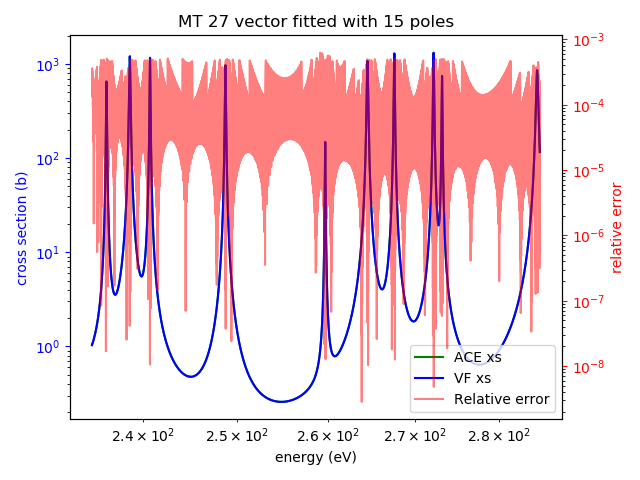 MT 27 vector fitted with 15 poles
10³
10²
10¹
10⁰
cross section (b)
10⁻³
10⁻⁴
10⁻⁵
10⁻⁶
10⁻⁷
10⁻⁸
relative error
ACE xs
VF xs
Relative error
2.4 × 10² 2.5 × 10² 2.6 × 10² 2.7 × 10² 2.8 × 10²
energy (eV)